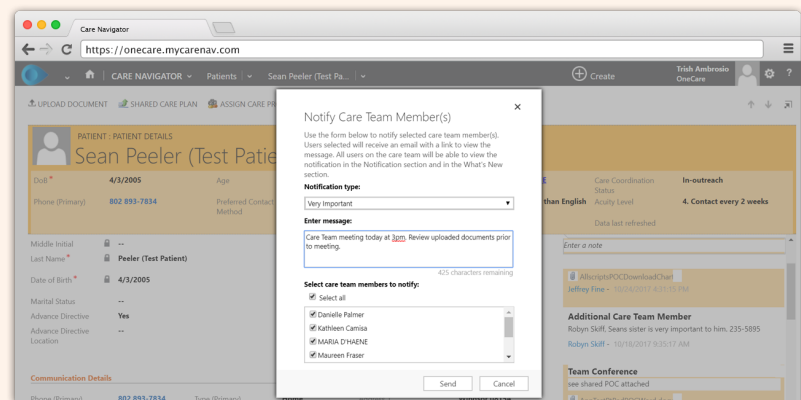 Care Navigator
https://onecare.mycarenav.com
CARE NAVIGATOR
Patients
Sean Peeler (Test Pa...
Create
Trish Ambrosio
OneCare
?
UPLOAD DOCUMENT
SHARED CARE PLAN
ASSIGN CARE PR
PATIENT : PATIENT DETAILS
Sean Peeler (Test Patie
DoB *
4/3/2005
Age
Care Coordination
Status
In-outreach
Phone (Primary)
802 893-7834
Preferred Contact
Method:
than English
Acuity Level
4. Contact every 2 weeks
Data last refreshed
Middle Initial
--
Last Name *
Peeler (Test Patient)
Date of Birth *
4/3/2005
Marital Status
--
Advance Directive
Yes
Advance Directive
Location
--
Communication Details
Phone (Primary)
802 893-7834
Type (Primary)
Home
Notify Care Team Member(s)
Use the form below to notify selected care team member(s).
Users selected will receive an email with a link to view the
message. All users on the care team will be able to view the
notification in the Notification section and in the What's New
section.
Notification type:
Very Important
Enter message:
Care Team meeting today at 3pm. Review uploaded documents prior
to meeting.
425 characters remaining
Select care team members to notify:
Select all
Danielle Palmer
Kathleen Camisa
MARIA D'HAENE
Maureen Fraser
Send
Cancel
Enter a note
AllscriptsPOCDownloadChart
Jeffrey Fine - 10/24/2017 4:31:15 PM
Additional Care Team Member
Robyn Skiff, Seans sister is very important to him. 235-5895
Robyn Skiff - 10/18/2017 9:35:17 AM
Team Conference
see shared POC attached